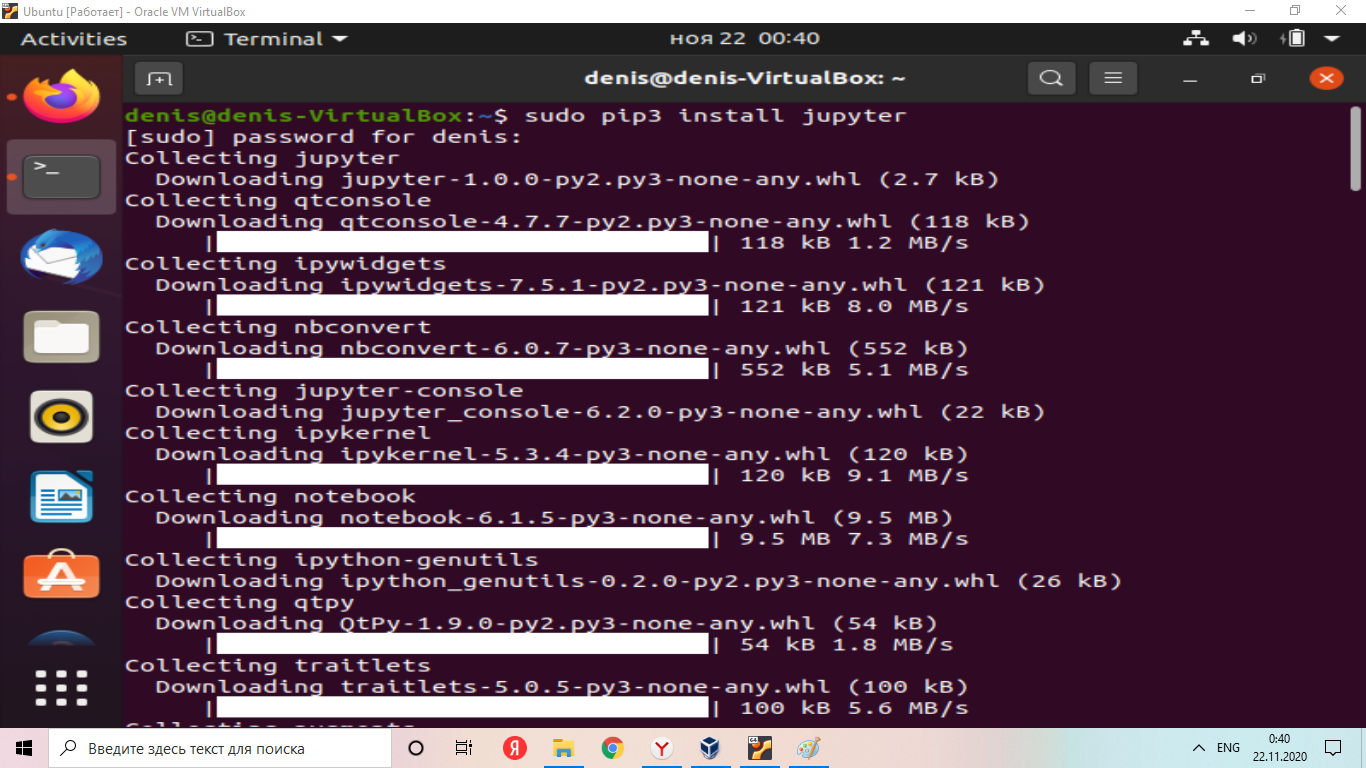 Ubuntu [Работает] - Oracle VM VirtualBox
Activities Terminal ноя 22 00:40
denis@denis-VirtualBox: ~
denis@denis-VirtualBox:~$ sudo pip3 install jupyter
[sudo] password for denis:
Collecting jupyter
Downloading jupyter-1.0.0-py2.py3-none-any.whl (2.7 kB)
Collecting qtconsole
Downloading qtconsole-4.7.7-py2.py3-none-any.whl (118 kB)
| | 118 kB 1.2 MB/s
Collecting ipywidgets
Downloading ipywidgets-7.5.1-py2.py3-none-any.whl (121 kB)
| | 121 kB 8.0 MB/s
Collecting nbconvert
Downloading nbconvert-6.0.7-py3-none-any.whl (552 kB)
| | 552 kB 5.1 MB/s
Collecting jupyter-console
Downloading jupyter_console-6.2.0-py3-none-any.whl (22 kB)
Collecting ipykernel
Downloading ipykernel-5.3.4-py3-none-any.whl (120 kB)
| | 120 kB 9.1 MB/s
Collecting notebook
Downloading notebook-6.1.5-py3-none-any.whl (9.5 MB)
| | 9.5 MB 7.3 MB/s
Collecting ipython-genutils
Downloading ipython_genutils-0.2.0-py2.py3-none-any.whl (26 kB)
Collecting qtpy
Downloading QtPy-1.9.0-py2.py3-none-any.whl (54 kB)
| | 54 kB 1.8 MB/s
Collecting traitlets
Downloading traitlets-5.0.5-py3-none-any.whl (100 kB)
| | 100 kB 5.6 MB/s
Введите здесь текст для поиска
ENG
0:40
22.11.2020